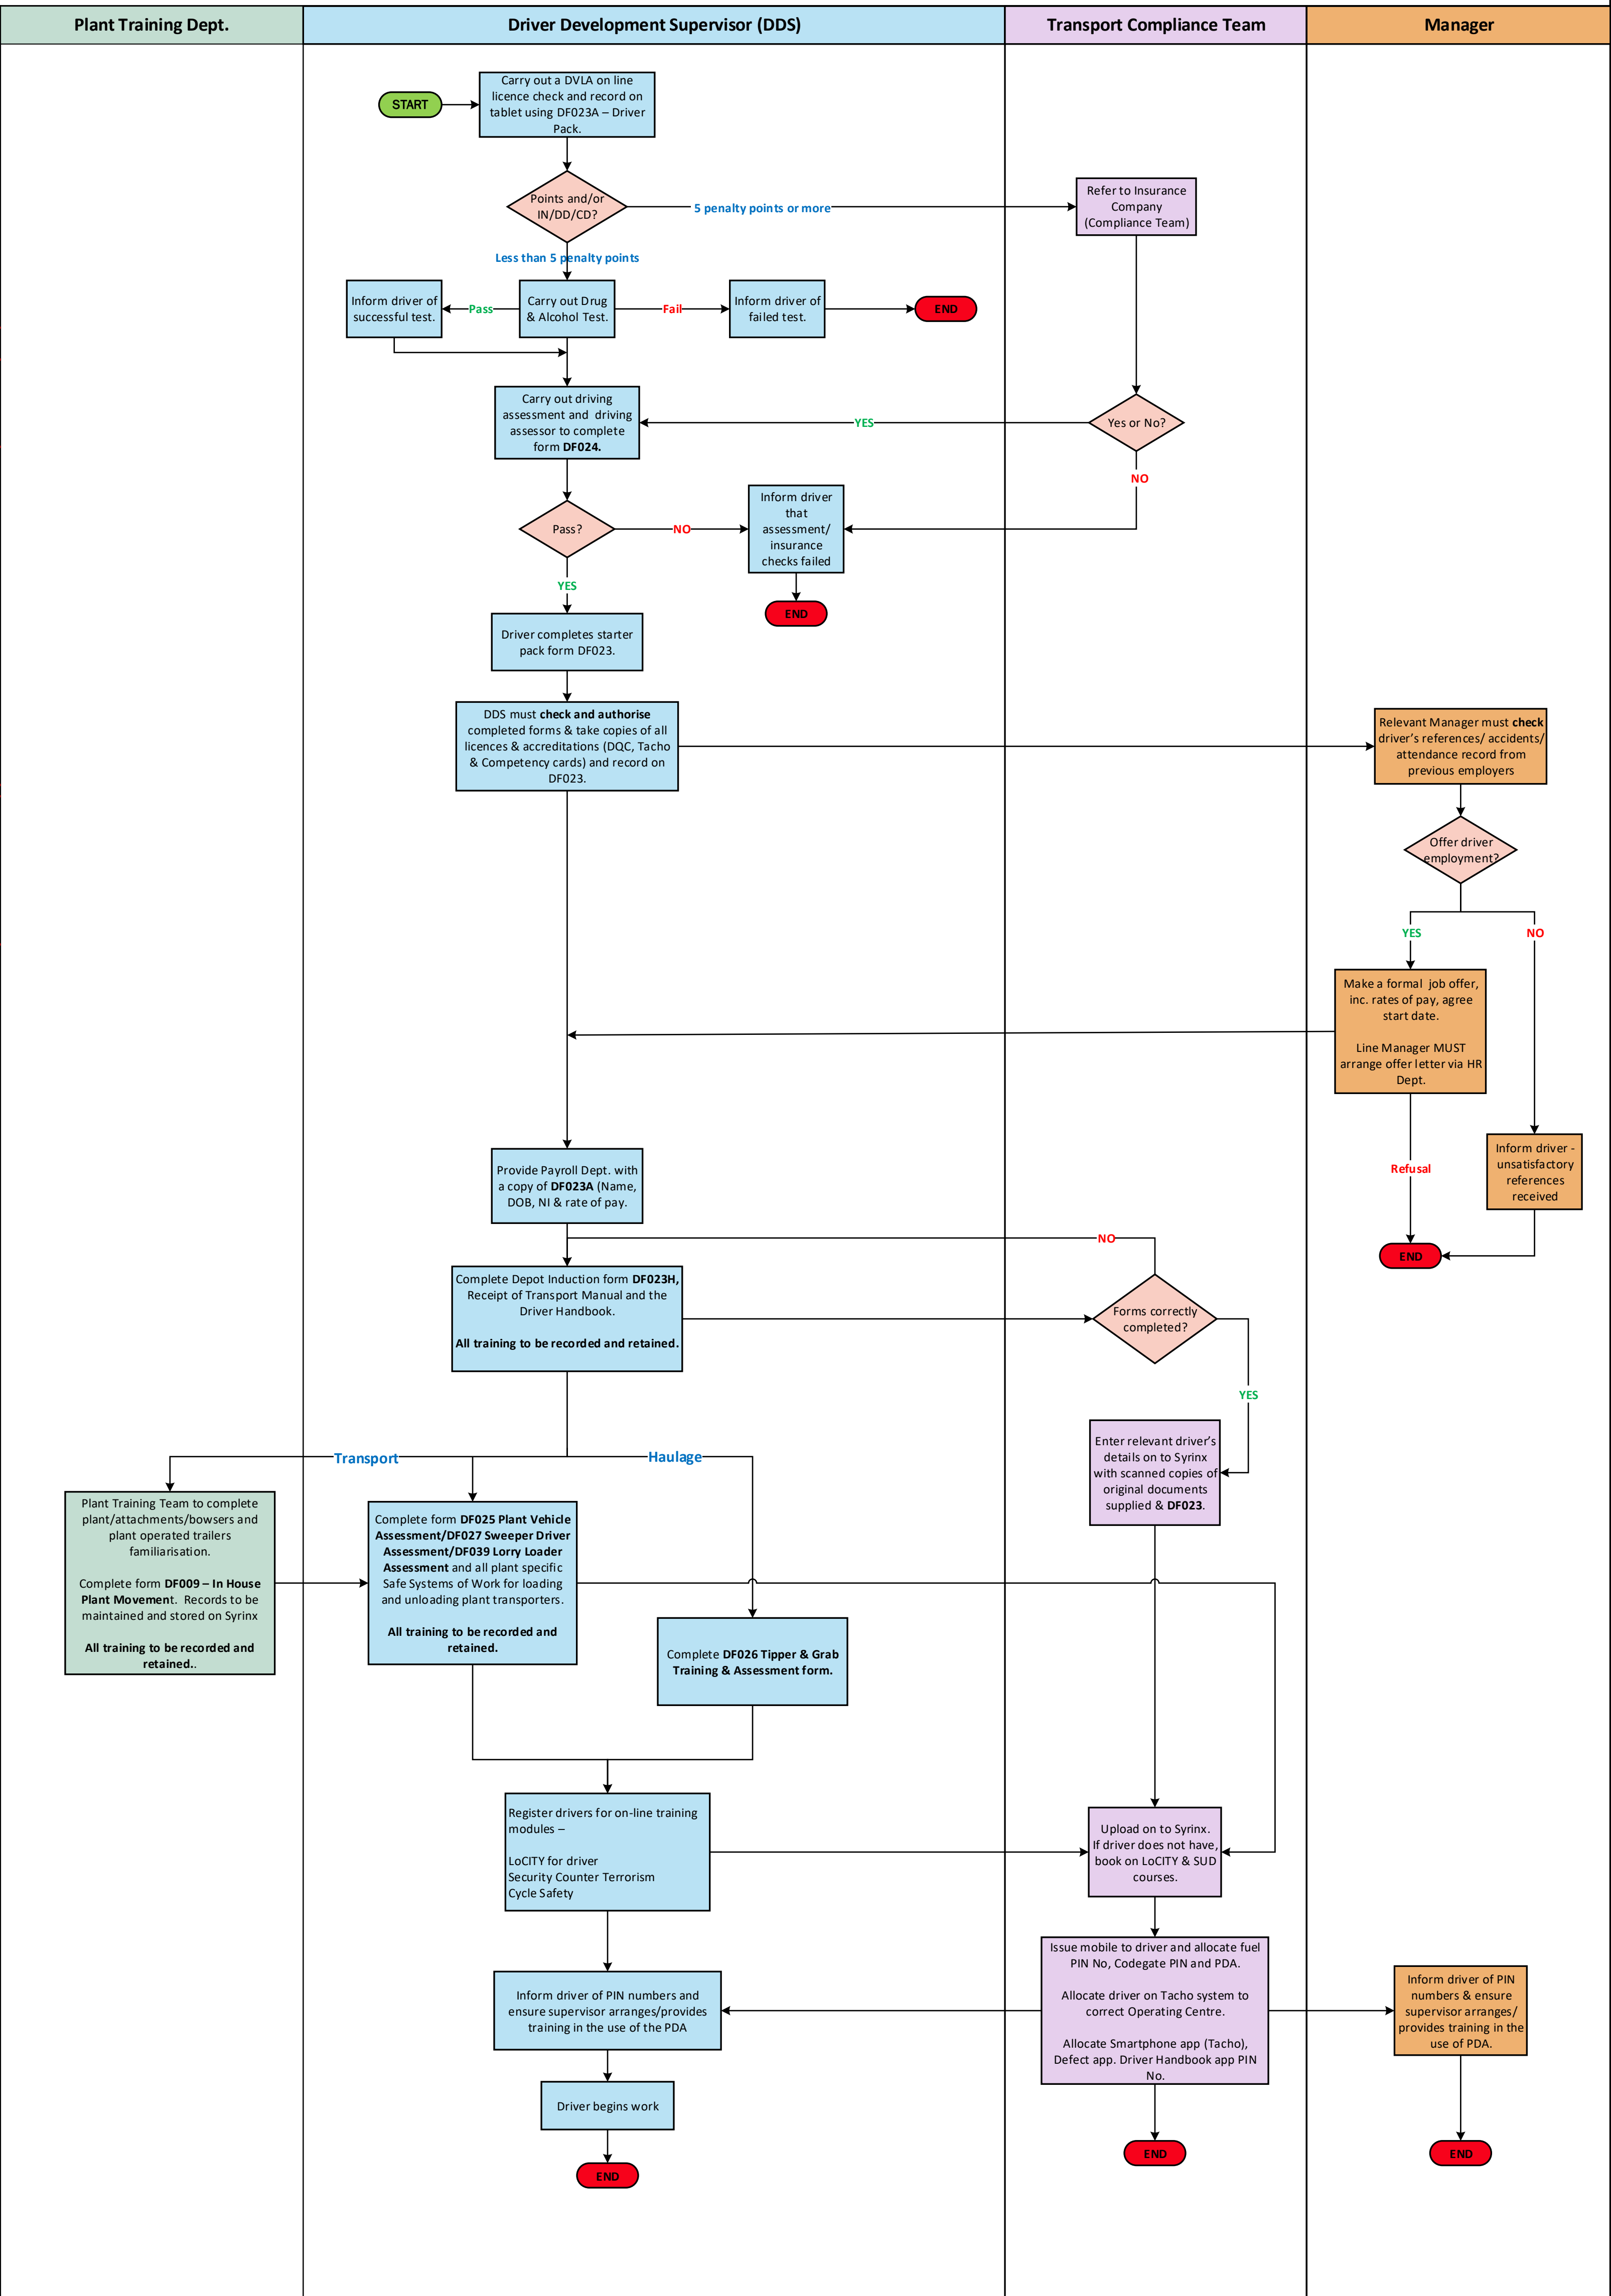 Plant Training Dept.
Driver Development Supervisor (DDS)
Transport Compliance Team
Manager
START
Carry out a DVLA on line
licence check and record on
tablet using DF023A – Driver
Pack.
Points and/or
IN/DD/CD?
5 penalty points or more
Refer to Insurance
Company
(Compliance Team)
Less than 5 penalty points
Inform driver of
successful test.
Pass
Carry out Drug
& Alcohol Test.
Fail
Inform driver of
failed test.
END
Carry out driving
assessment and driving
assessor to complete
form DF024.
YES
Yes or No?
NO
Pass?
NO
Inform driver
that
assessment/
insurance
checks failed
YES
END
Driver completes starter
pack form DF023.
DDS must check and authorise
completed forms & take copies of all
licences & accreditations (DQC, Tacho
& Competency cards) and record on
DF023.
Relevant Manager must check
driver's references/ accidents/
attendance record from
previous employers
Offer driver
employment?
YES
NO
Make a formal job offer,
inc. rates of pay, agree
start date.
Line Manager MUST
arrange offer letter via HR
Dept.
Refusal
Inform driver -
unsatisfactory
references
received
END
Provide Payroll Dept. with
a copy of DF023A (Name,
DOB, NI & rate of pay.
NO
Complete Depot Induction form DF023H,
Receipt of Transport Manual and the
Driver Handbook.
All training to be recorded and retained.
Forms correctly
completed?
YES
Enter relevant driver's
details on to Syrinx
with scanned copies of
original documents
supplied & DF023.
Transport
Haulage
Plant Training Team to complete
plant/attachments/bowsers and
plant operated trailers
familiarisation.
Complete form DF009 – In House
Plant Movement. Records to be
maintained and stored on Syrinx
All training to be recorded and
retained..
Complete form DF025 Plant Vehicle
Assessment/DF027 Sweeper Driver
Assessment/DF039 Lorry Loader
Assessment and all plant specific
Safe Systems of Work for loading
and unloading plant transporters.
All training to be recorded and
retained.
Complete DF026 Tipper & Grab
Training & Assessment form.
Register drivers for on-line training
modules –
LoCITY for driver
Security Counter Terrorism
Cycle Safety
Upload on to Syrinx.
If driver does not have,
book on LoCITY & SUD
courses.
Inform driver of PIN numbers and
ensure supervisor arranges/provides
training in the use of the PDA
Issue mobile to driver and allocate fuel
PIN No, Codegate PIN and PDA.
Allocate driver on Tacho system to
correct Operating Centre.
Allocate Smartphone app (Tacho),
Defect app. Driver Handbook app PIN
No.
Inform driver of PIN
numbers & ensure
supervisor arranges/
provides training in the
use of PDA.
Driver begins work
END
END
END